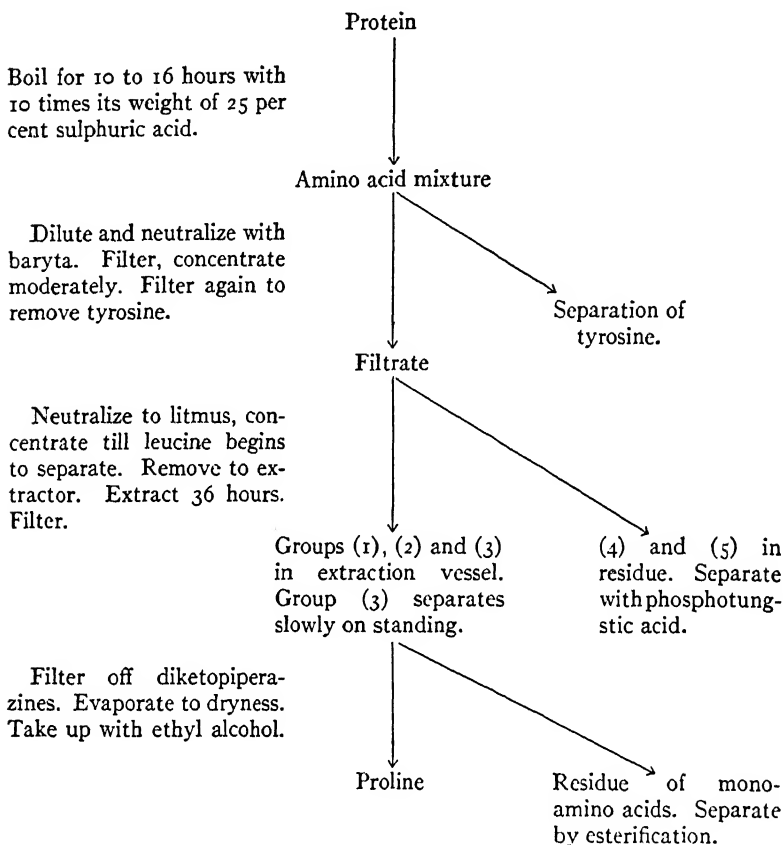 Protein
Boil for 10 to 16 hours with
10 times its weight of 25 per
cent sulphuric acid.
Amino acid mixture
Dilute and neutralize with
baryta. Filter, concentrate
moderately. Filter again to
remove tyrosine.
Separation of
tyrosine.
Filtrate
Neutralize to litmus, con-
centrate till leucine begins
to separate. Remove to ex-
tractor. Extract 36 hours.
Filter.
Groups (1), (2) and (3)
in extraction vessel.
Group (3) separates
slowly on standing.
(4) and (5) in
residue. Separate
with phosphotung-
stic acid.
Filter off diketopipera-
zines. Evaporate to dryness.
Take up with ethyl alcohol.
Proline
Residue of mono-
amino acids. Separate
by esterification.